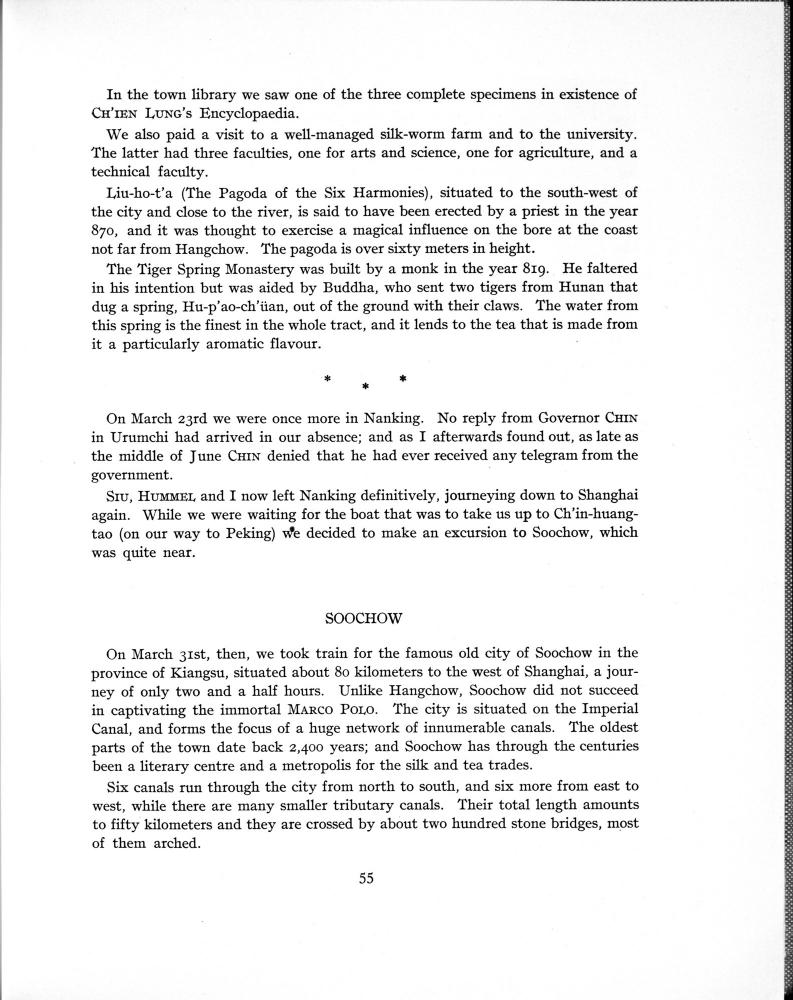 In the town library we saw one of the three complete specimens in existence of
CH'IEN LUNG's Encyclopaedia.
We also paid a visit to a well-managed silk-worm farm and to the university.
The latter had three faculties, one for arts and science, one for agriculture, and a
technical faculty.
Liu-ho-t'a (The Pagoda of the Six Harmonies), situated to the south-west of
the city and close to the river, is said to have been erected by a priest in the year
870, and it was thought to exercise a magical influence on the bore at the coast
not far from Hangchow. The pagoda is over sixty meters in height.
The Tiger Spring Monastery was built by a monk in the year 819. He faltered
in his intention but was aided by Buddha, who sent two tigers from Hunan that
dug a spring, Hu-p'ao-ch'üan, out of the ground with their claws. The water from
this spring is the finest in the whole tract, and it lends to the tea that is made from
it a particularly aromatic flavour.
* * *
On March 23rd we were once more in Nanking. No reply from Governor CHIN
in Urumchi had arrived in our absence; and as I afterwards found out, as late as
the middle of June CHIN denied that he had ever received any telegram from the
government.
SIU, HUMMEL and I now left Nanking definitively, journeying down to Shanghai
again. While we were waiting for the boat that was to take us up to Ch'in-huang-
tao (on our way to Peking) we decided to make an excursion to Soochow, which
was quite near.
SOOCHOW
On March 31st, then, we took train for the famous old city of Soochow in the
province of Kiangsu, situated about 80 kilometers to the west of Shanghai, a jour-
ney of only two and a half hours. Unlike Hangchow, Soochow did not succeed
in captivating the immortal MARCO POLO. The city is situated on the Imperial
Canal, and forms the focus of a huge network of innumerable canals. The oldest
parts of the town date back 2,400 years; and Soochow has through the centuries
been a literary centre and a metropolis for the silk and tea trades.
Six canals run through the city from north to south, and six more from east to
west, while there are many smaller tributary canals. Their total length amounts
to fifty kilometers and they are crossed by about two hundred stone bridges, most
of them arched.
55